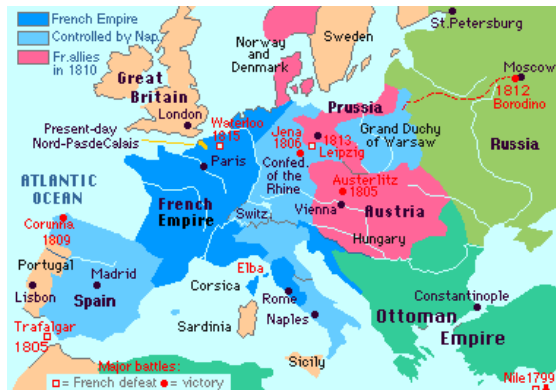 French Empire
Controlled by Nap.
Fr.allies
in 1810
Norway and
Denmark
Sweden
St.Petersburg
Great
Britain
London
Moscow
1812
Borodino
Waterloo
1815
Prussia
Present-day
Nord-PasdeCalais
Jena
1806
1813
Leipzig
Grand Duchy
of Warsaw
Russia
Paris
Confed.
of the
Rhine
ATLANTIC
OCEAN
Austerlitz
1805
French
Empire
Switz.
Vienna
Austria
Corunna
1809
Hungary
Portugal
Madrid
Elba
Corsica
Lisbon
Spain
Rome
Constantinople
Naples
Ottoman
Empire
Sardinia
Trafalgar
1805
Sicily
Major battles:
= French defeat = victory
Nile1799